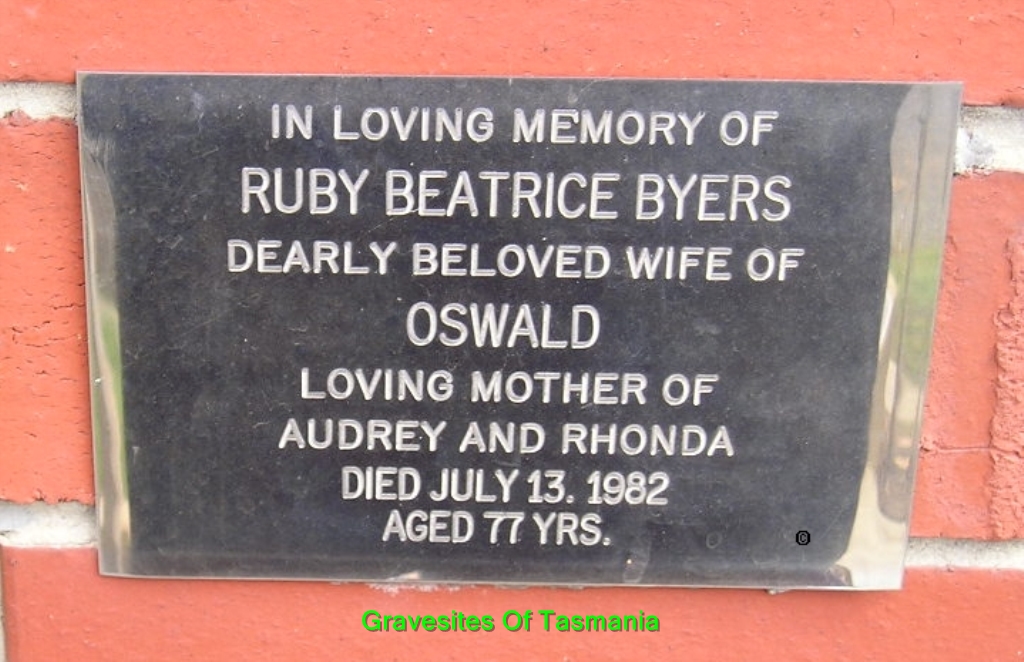 IN LOVING MEMORY OF
RUBY BEATRICE BYERS
DEARLY BELOVED WIFE OF
OSWALD
LOVING MOTHER OF
AUDREY AND RHONDA
DIED JULY 13. 1982
AGED 77 YRS.
©
Gravesites Of Tasmania